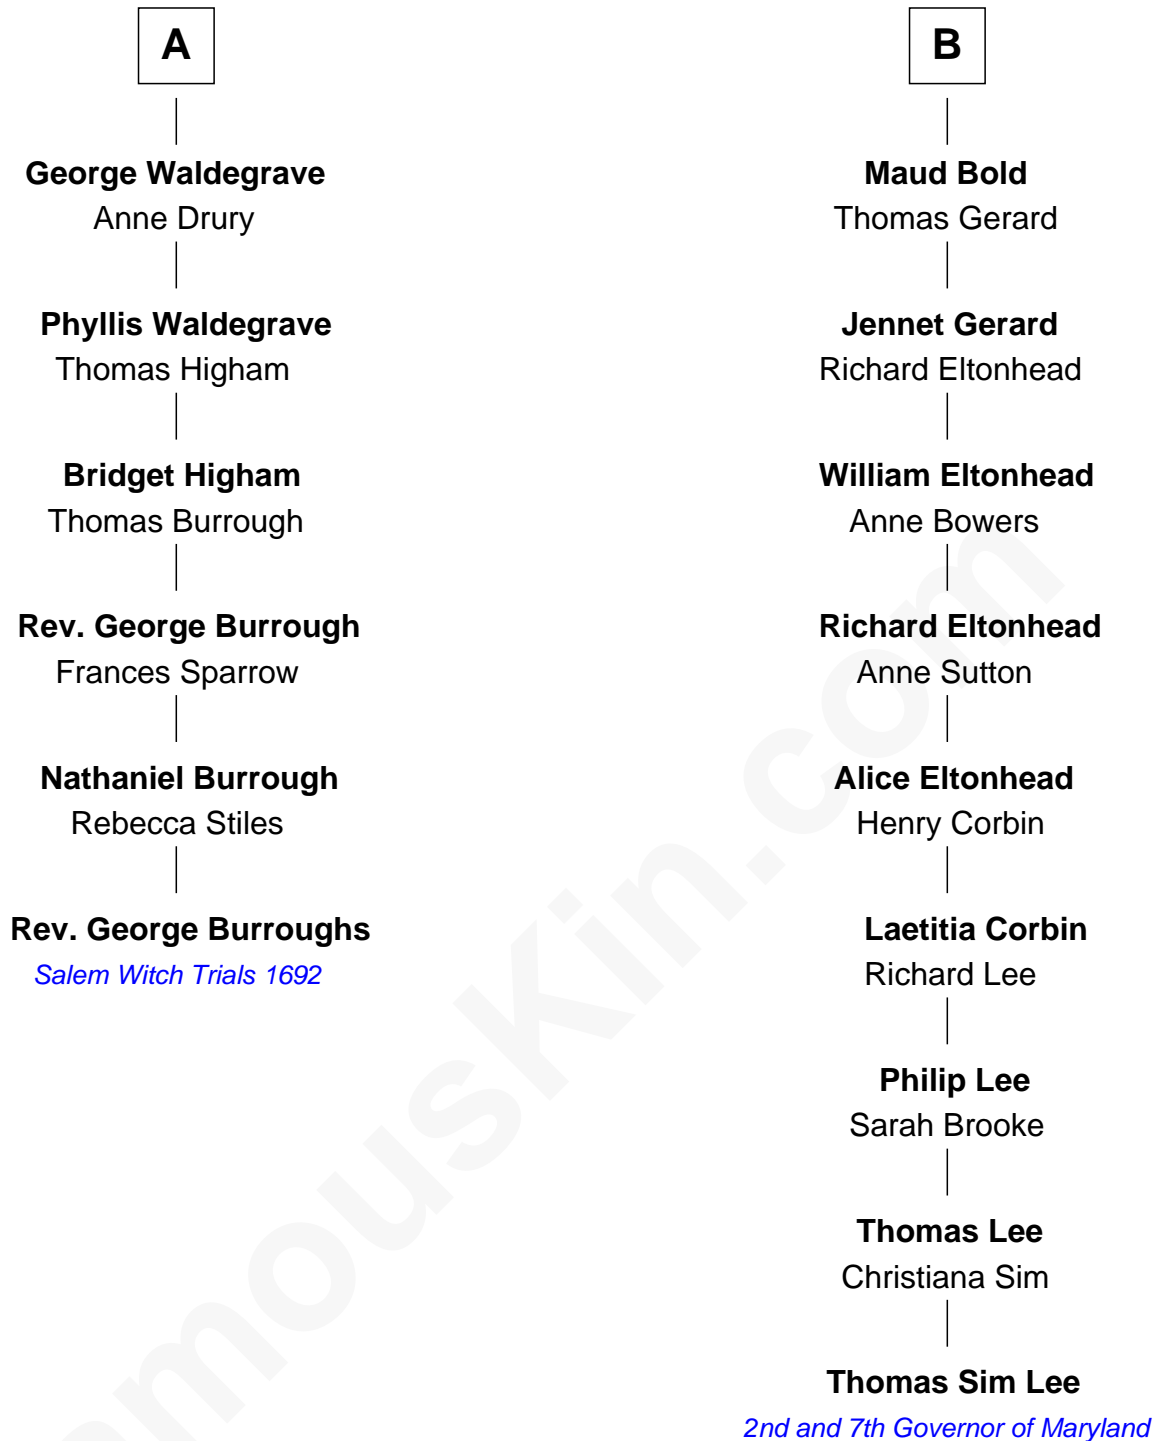 A
George Waldegrave
Anne Drury
Phyllis Waldegrave
Thomas Higham
Bridget Higham
Thomas Burrough
Rev. George Burrough
Frances Sparrow
Nathaniel Burrough
Rebecca Stiles
Rev. George Burroughs
Salem Witch Trials 1692
B
Maud Bold
Thomas Gerard
Jennet Gerard
Richard Eltonhead
William Eltonhead
Anne Bowers
Richard Eltonhead
Anne Sutton
Alice Eltonhead
Henry Corbin
Laetitia Corbin
Richard Lee
Philip Lee
Sarah Brooke
Thomas Lee
Christiana Sim
Thomas Sim Lee
2nd and 7th Governor of Maryland
amouskin.com